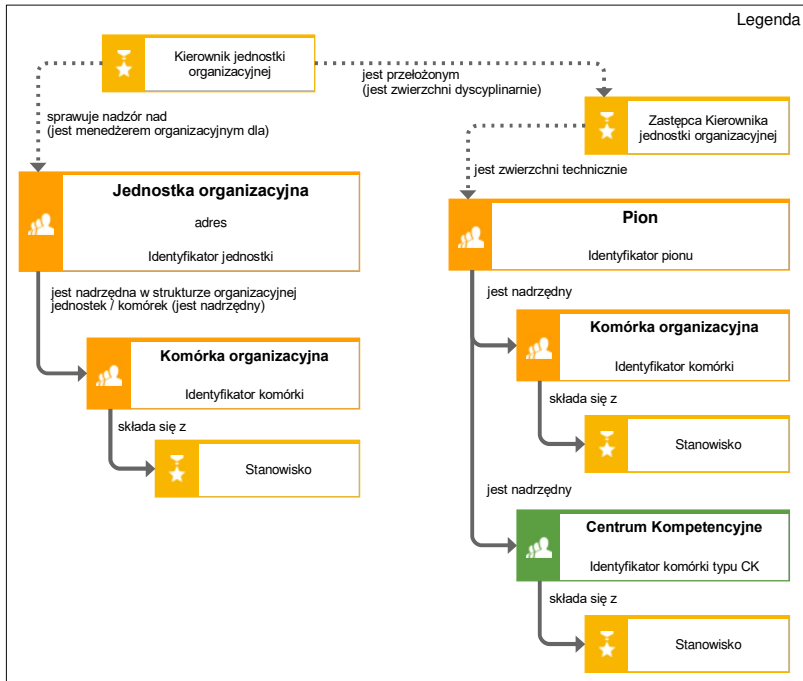 Legenda
Kierownik jednostki
organizacyjnej
jest przełożonym
(jest zwierzchni dyscyplinarnie)
sprawuje nadzór nad
(jest menedżerem organizacyjnym dla)
Zastępca Kierownika
jednostki organizacyjnej
jest zwierzchni technicznie
Jednostka organizacyjna
adres
Identyfikator jednostki
Pion
Identyfikator pionu
jest nadrzędna w strukturze organizacyjnej
jednostek / komórek (jest nadrzędny)
jest nadrzędny
Komórka organizacyjna
Identyfikator komórki
Komórka organizacyjna
Identyfikator komórki
składa się z
składa się z
Stanowisko
Stanowisko
jest nadrzędny
Centrum Kompetencyjne
Identyfikator komórki typu CK
składa się z
Stanowisko